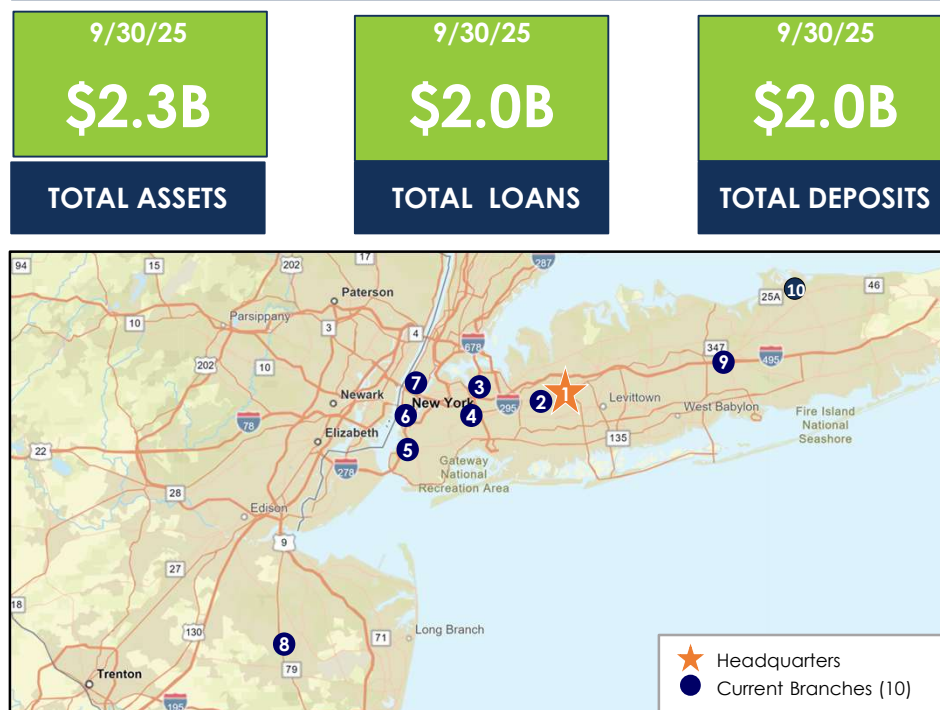 9/30/25
$2.3B
TOTAL ASSETS
9/30/25
$2.0B
TOTAL LOANS
9/30/25
$2.0B
TOTAL DEPOSITS
94
15
202
17
287
Paterson
25A
10
46
10
Parsippany
3
4
678
347
9
495
202
10
7
3
1
Newark
New York
295
2
Levittown
78
6
4
West Babylon
Fire Island
National
Seashore
Elizabeth
135
22
5
278
Gateway
National
Recreation Area
28
Edison
9
27
18
130
71
Long Branch
8
79
Trenton
195
Headquarters
Current Branches (10)